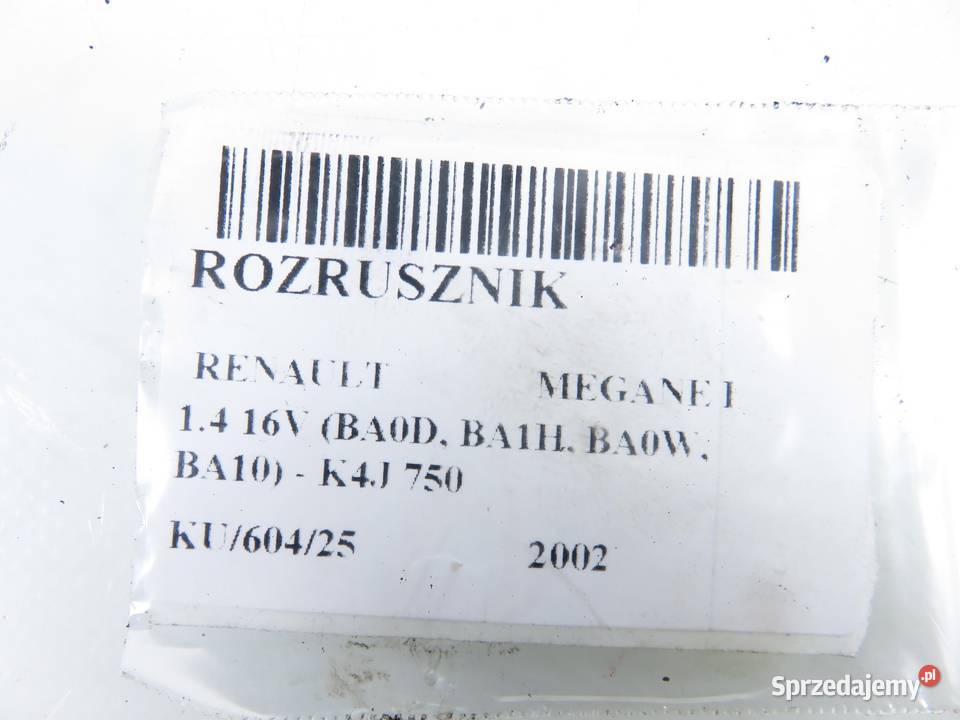 ROZRUSZNIK
RENAULT MEGANE I
1.4 16V (BA0D, BA1H, BA0W,
BA10) - K4J 750
KU/604/25 2002
Sprzedajemy.pl